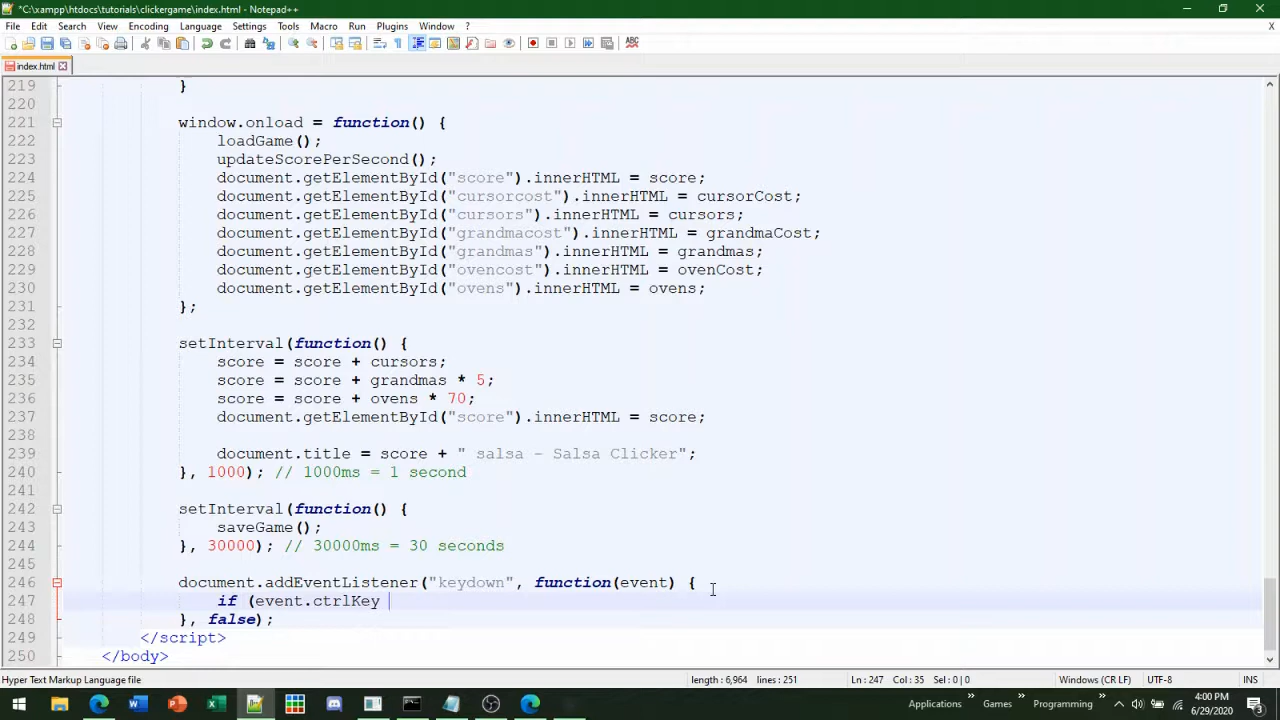 *C:\xampp\htdocs\tutorials\clickergame\index.html - Notepad++
File Edit Search View Encoding Language Settings Tools Macro Run Plugins Window ? X
index.html
219 }
220
221 window.onload = function() {
222 loadGame();
223 updateScorePerSecond();
224 document.getElementById("score").innerHTML = score;
225 document.getElementById("cursorcost").innerHTML = cursorCost;
226 document.getElementById("cursors").innerHTML = cursors;
227 document.getElementById("grandmacost").innerHTML = grandmaCost;
228 document.getElementById("grandmas").innerHTML = grandmas;
229 document.getElementById("ovencost").innerHTML = ovenCost;
230 document.getElementById("ovens").innerHTML = ovens;
231 };
232
233 setInterval(function() {
234 score = score + cursors;
235 score = score + grandmas * 5;
236 score = score + ovens * 70;
237 document.getElementById("score").innerHTML = score;
238
239 document.title = score + " salsa - Salsa Clicker";
240 }, 1000); // 1000ms = 1 second
241
242 setInterval(function() {
243 saveGame();
244 }, 30000); // 30000ms = 30 seconds
245
246 document.addEventListener("keydown", function(event) {
247 if (event.ctrlKey
248 }, false);
249 </script>
250 </body>
Hyper Text Markup Language file length : 6,964 lines : 251 Ln : 247 Col : 35 Sel : 0 | 0 Windows (CR LF) UTF-8 INS
Applications Games Programming 4:00 PM
6/29/2020